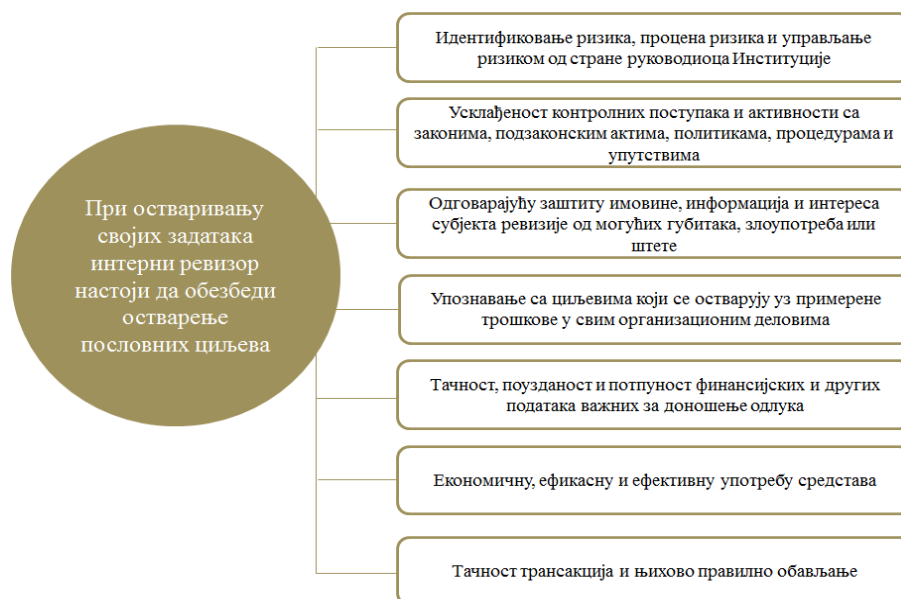 При остваривању
својих задатака
интерни ревизор
настоји да обезбеди
остварење
пословних циљева
Идентификовање ризика, процена ризика и управљање
ризиком од стране руководиоца Институције
Усклађеност контролних поступака и активности са
законима, подзаконским актима, политикама, процедурама и
упутствима
Одговарајућу заштиту имовине, информација и интереса
субјекта ревизије од могућих губитака, злоупотреба или
штете
Упознавање са циљевима који се остварују уз примерене
трошкове у свим организационим деловима
Тачност, поузданост и потпуност финансијских и других
података важних за доношење одлука
Економичну, ефикасну и ефективну употребу средстава
Тачност трансакција и њихово правилно обављање